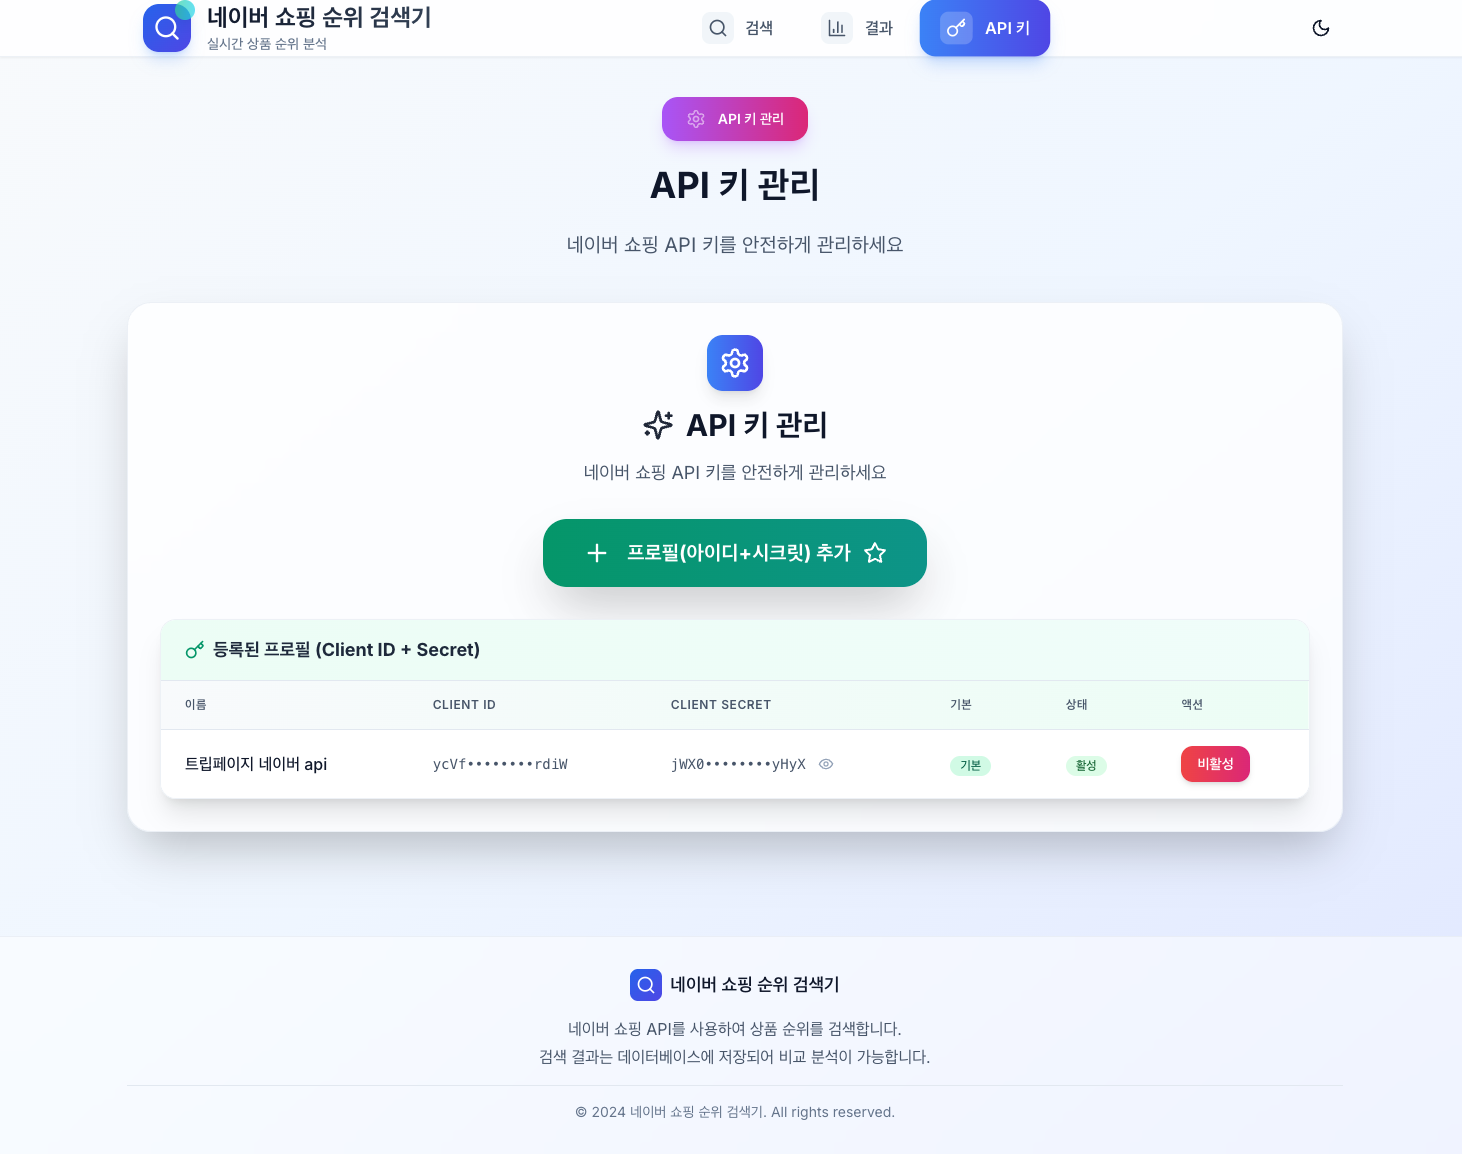 네이버 쇼핑 순위 검색기
실시간 상품 순위 분석
검색
결과
API 키
API 키 관리
API 키 관리
네이버 쇼핑 API 키를 안전하게 관리하세요
API 키 관리
네이버 쇼핑 API 키를 안전하게 관리하세요
프로필(아이디+시크릿) 추가
등록된 프로필 (Client ID + Secret)
이름 CLIENT ID CLIENT SECRET 기본 상태 액션
트립페이지 네이버 api ycVf••••••••rdiW jWX0••••••••yHyX 기본 활성 비활성
네이버 쇼핑 순위 검색기
네이버 쇼핑 API를 사용하여 상품 순위를 검색합니다.
검색 결과는 데이터베이스에 저장되어 비교 분석이 가능합니다.
© 2024 네이버 쇼핑 순위 검색기. All rights reserved.